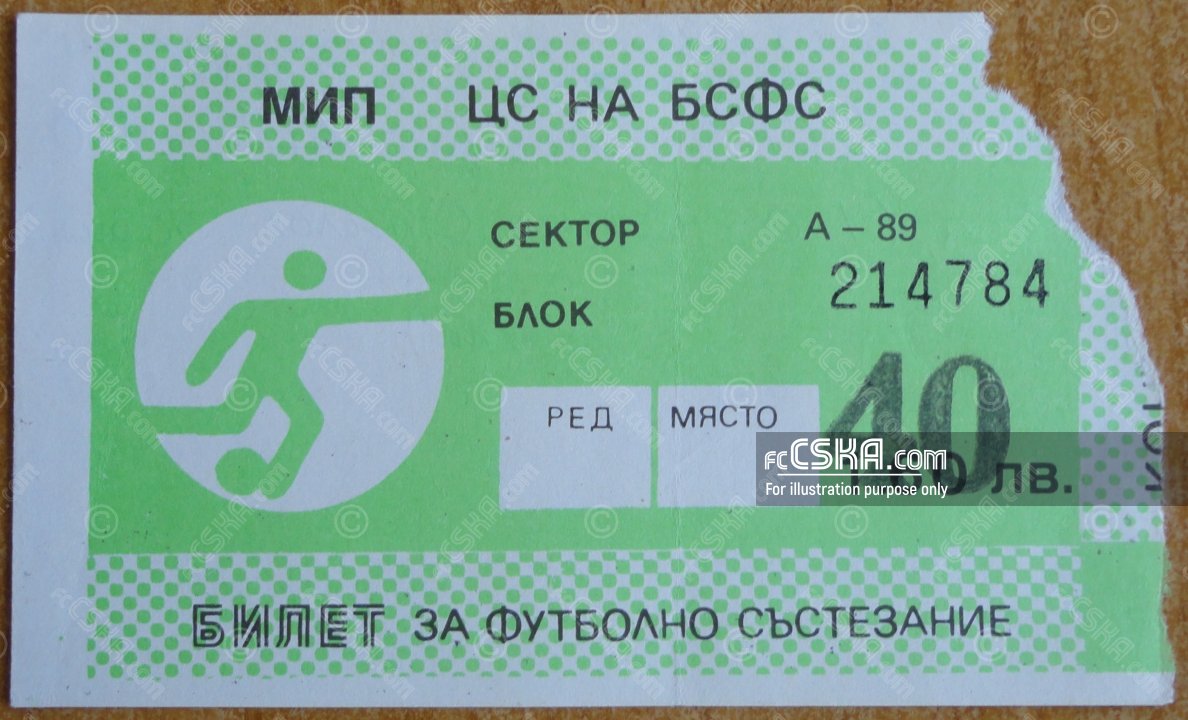 МИП ЦС НА БСФС
СЕКТОР
А – 89
214784
БЛОК
РЕД МЯСТО
40
лв.
fcCSKA.com
For illustration purpose only
БИЛЕТ ЗА ФУТБОЛНО СЪСТЕЗАНИЕ